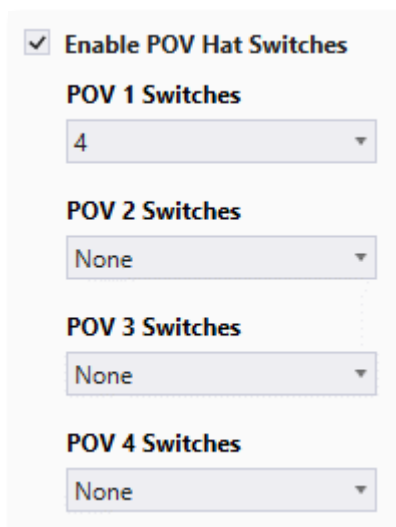 Enable POV Hat Switches
POV 1 Switches
4
POV 2 Switches
None
POV 3 Switches
None
POV 4 Switches
None